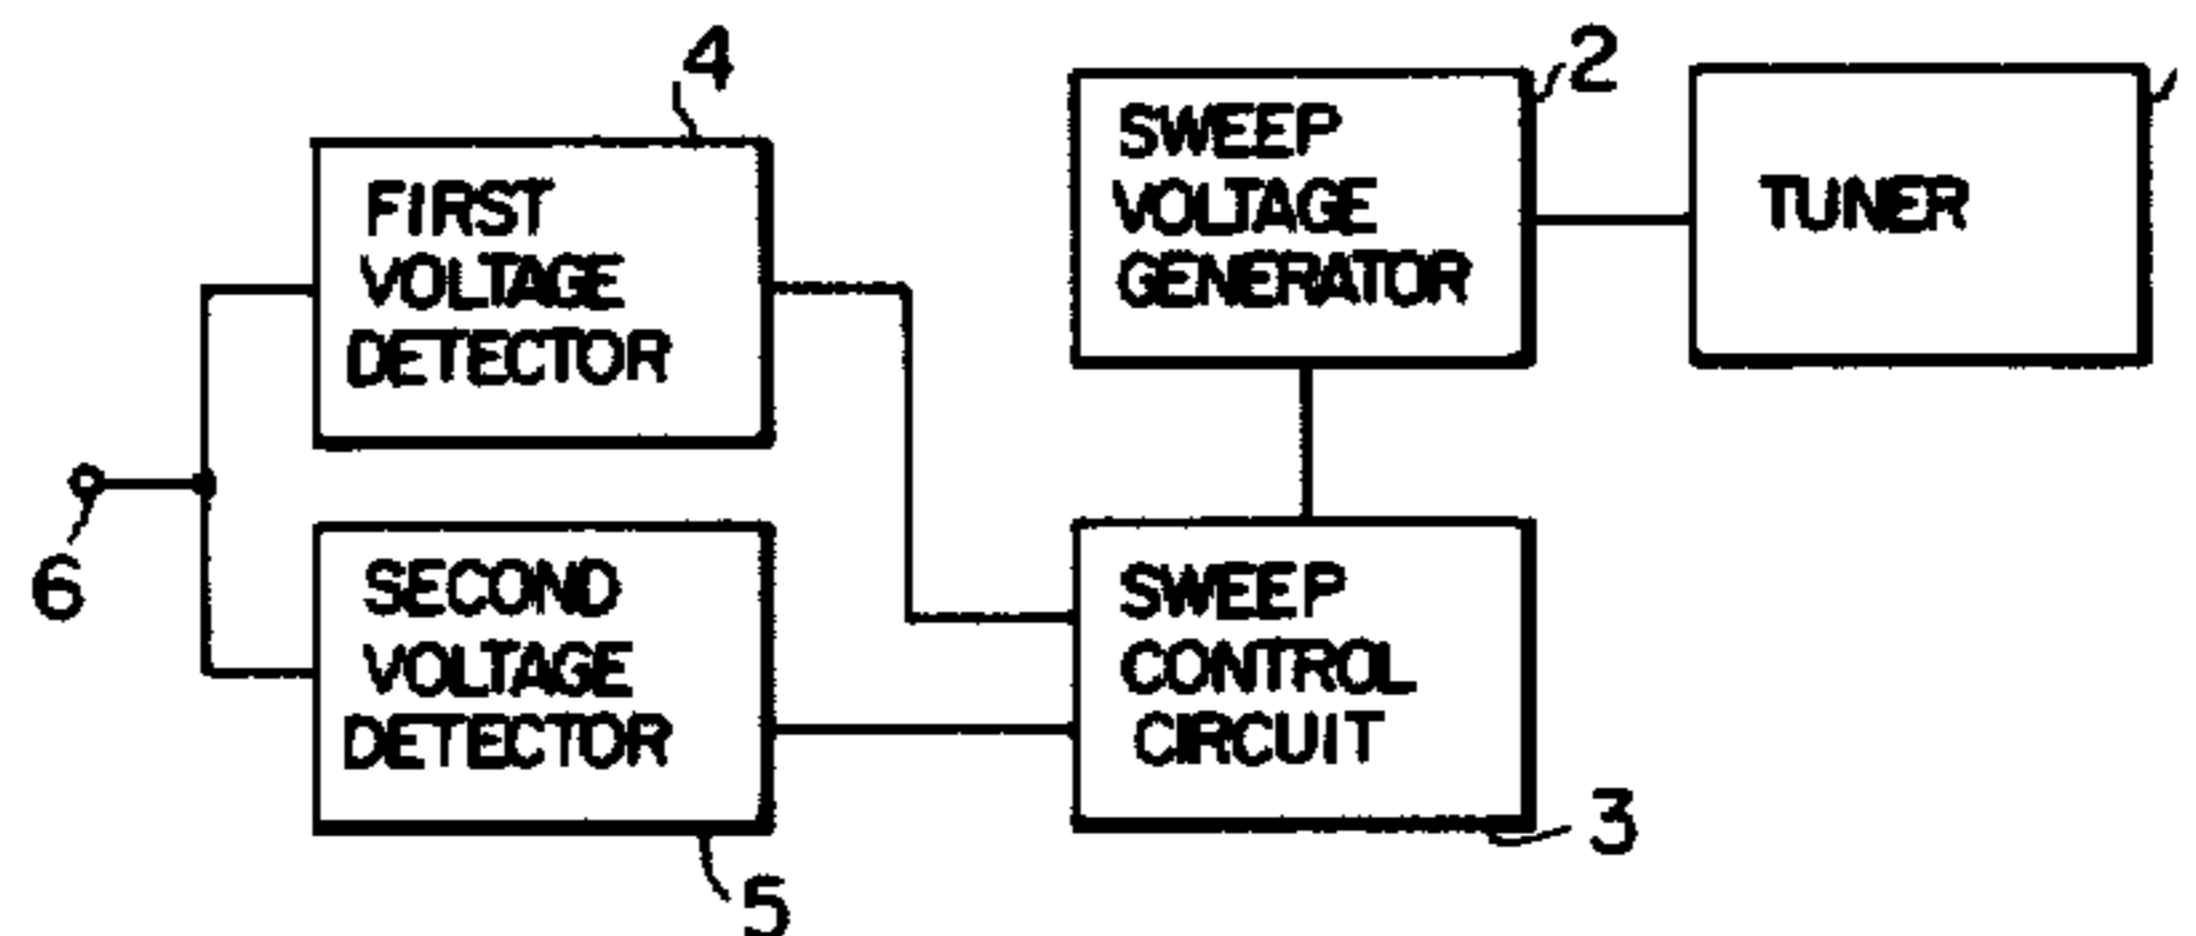 4
FIRST
VOLTAGE
DETECTOR
2
SWEEP
VOLTAGE
GENERATOR
TUNER
6
SECOND
VOLTAGE
DETECTOR
5
SWEEP
CONTROL
CIRCUIT
3